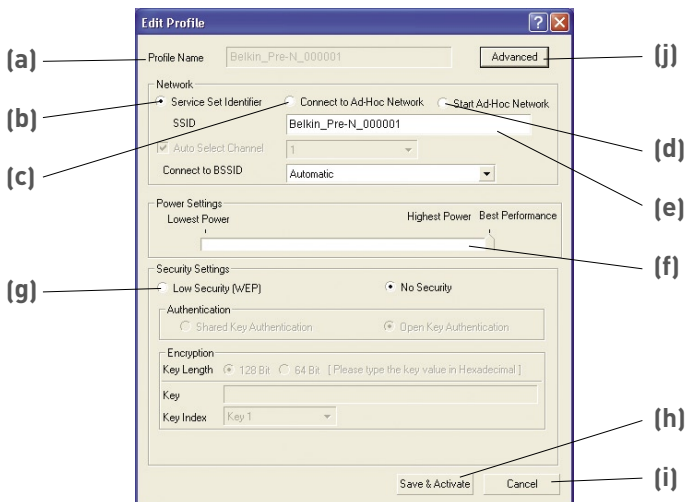 Edit Profile
(a) Profile Name Belkin_Pre-N_000001 Advanced (j)
Network
(b) Service Set Identifier Connect to Ad-Hoc Network Start Ad-Hoc Network
SSID Belkin_Pre-N_000001 (d)
Auto Select Channel 1
(c) Connect to BSSID Automatic (e)
Power Settings
Lowest Power Highest Power Best Performance
(f)
Security Settings
(g) Low Security (WEP) No Security
Authentication
Shared Key Authentication Open Key Authentication
Encryption
Key Length 128 Bit 64 Bit [ Please type the key value in Hexadecimal ]
Key
Key Index Key 1
(h)
Save & Activate Cancel (i)